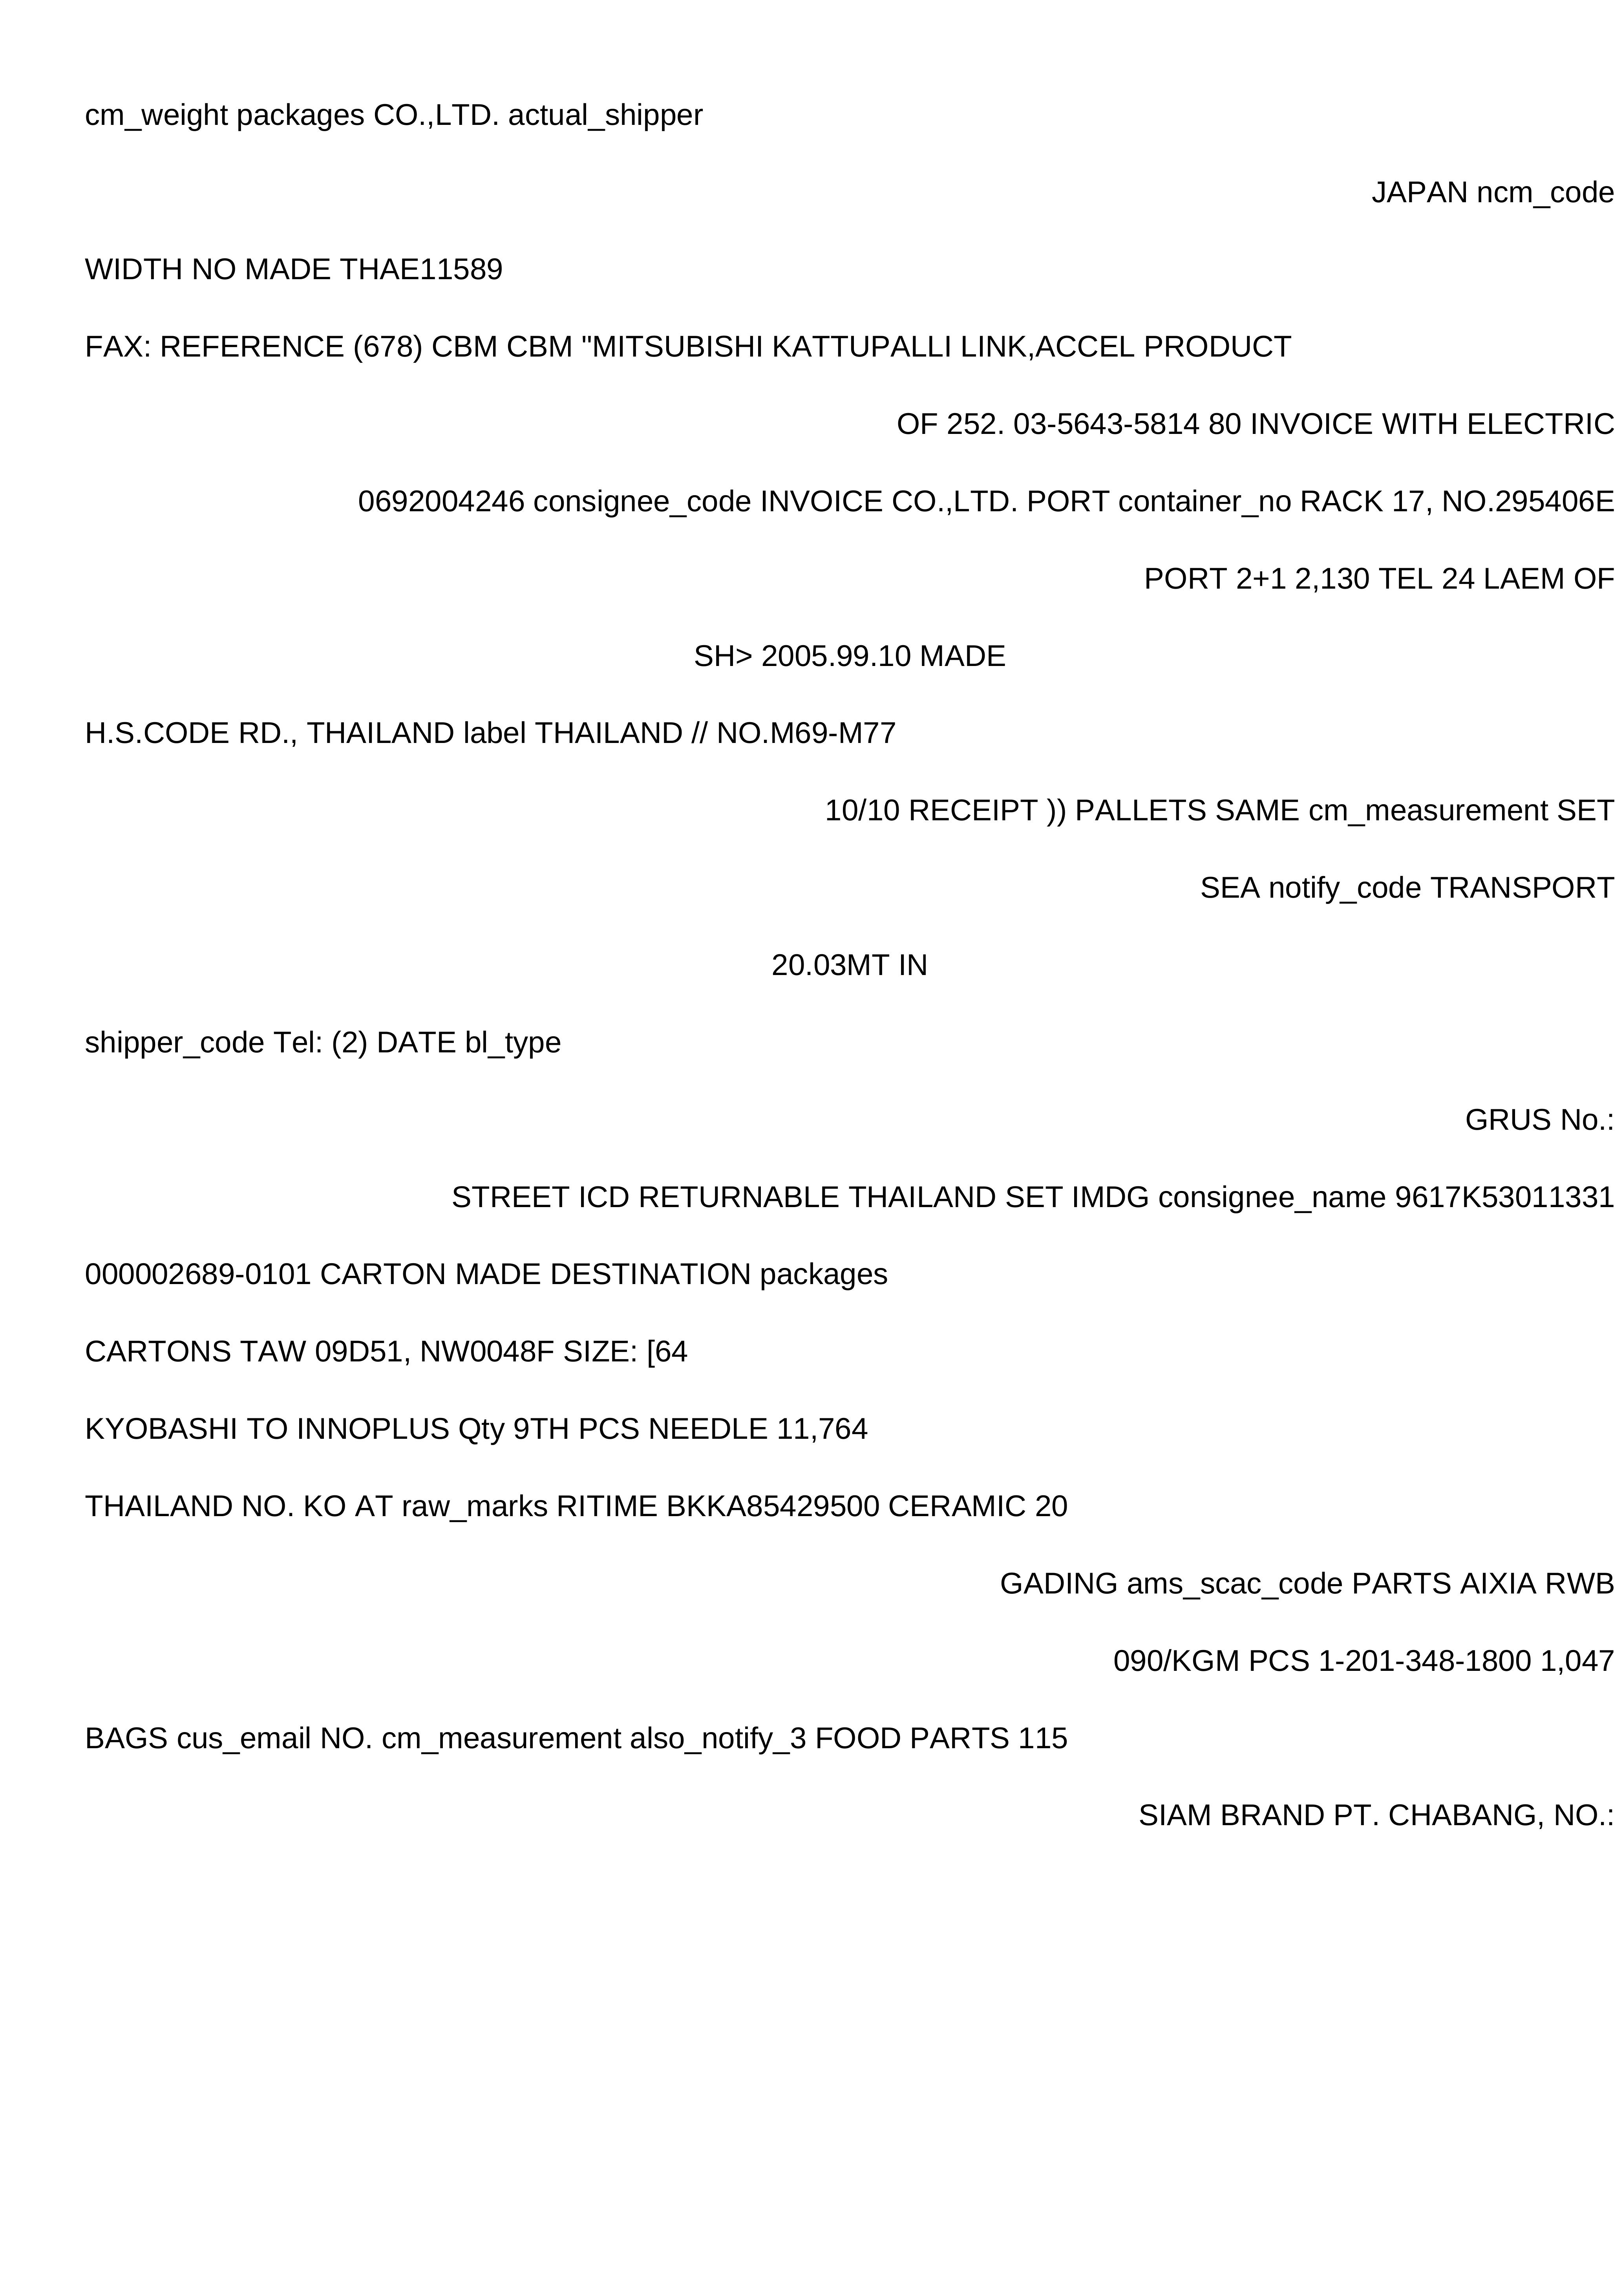 cm_weight packages CO.,LTD. actual_shipper
JAPAN ncm_code
WIDTH NO MADE THAE11589
FAX: REFERENCE (678) CBM CBM "MITSUBISHI KATTUPALLI LINK,ACCEL PRODUCT
OF 252. 03-5643-5814 80 INVOICE WITH ELECTRIC
0692004246 consignee_code INVOICE CO.,LTD. PORT container_no RACK 17, NO.295406E
PORT 2+1 2,130 TEL 24 LAEM OF
SH> 2005.99.10 MADE
H.S.CODE RD., THAILAND label THAILAND // NO.M69-M77
10/10 RECEIPT )) PALLETS SAME cm_measurement SET
SEA notify_code TRANSPORT
20.03MT IN
shipper_code Tel: (2) DATE bl_type
GRUS No.:
STREET ICD RETURNABLE THAILAND SET IMDG consignee_name 9617K53011331
000002689-0101 CARTON MADE DESTINATION packages
CARTONS TAW 09D51, NW0048F SIZE: [64
KYOBASHI TO INNOPLUS Qty 9TH PCS NEEDLE 11,764
THAILAND NO. KO AT raw_marks RITIME BKKA85429500 CERAMIC 20
GADING ams_scac_code PARTS AIXIA RWB
090/KGM PCS 1-201-348-1800 1,047
BAGS cus_email NO. cm_measurement also_notify_3 FOOD PARTS 115
SIAM BRAND PT. CHABANG, NO.: